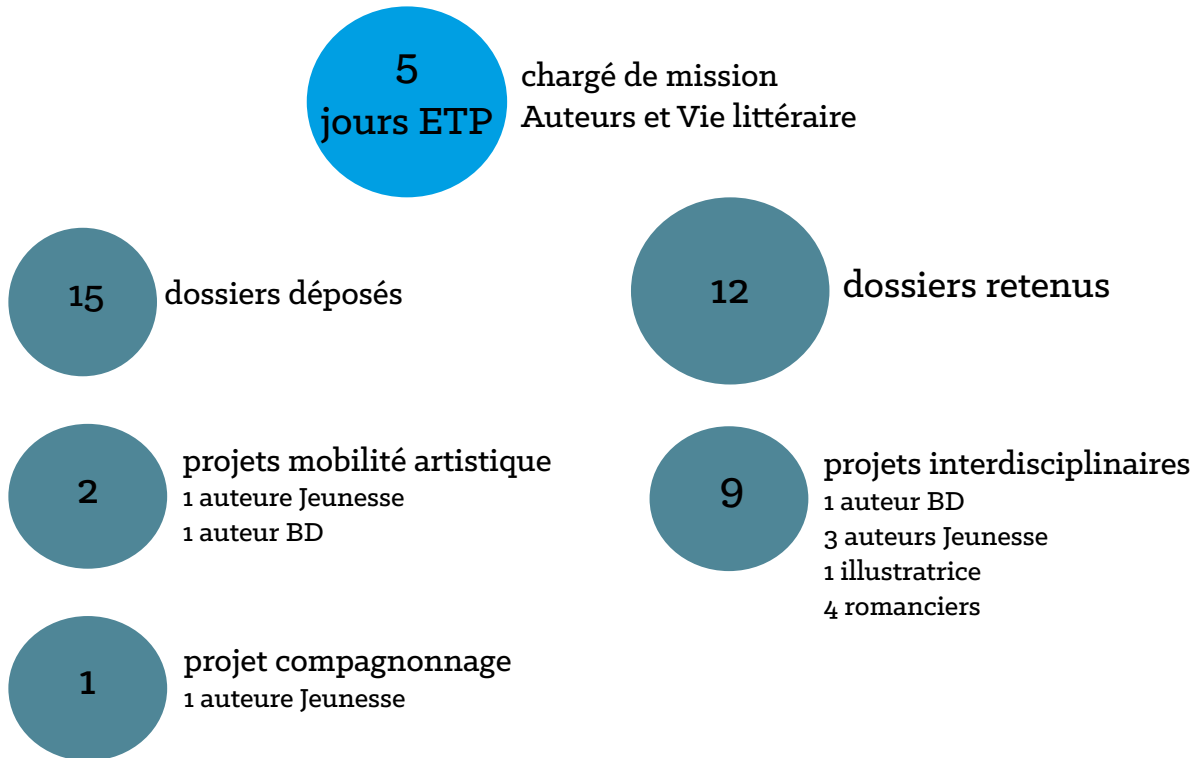 5
jours ETP
chargé de mission
Auteurs et Vie littéraire
15
dossiers déposés
12
dossiers retenus
2
projets mobilité artistique
1 auteure Jeunesse
1 auteur BD
9
projets interdisciplinaires
1 auteur BD
3 auteurs Jeunesse
1 illustratrice
4 romanciers
1
projet compagnonnage
1 auteure Jeunesse